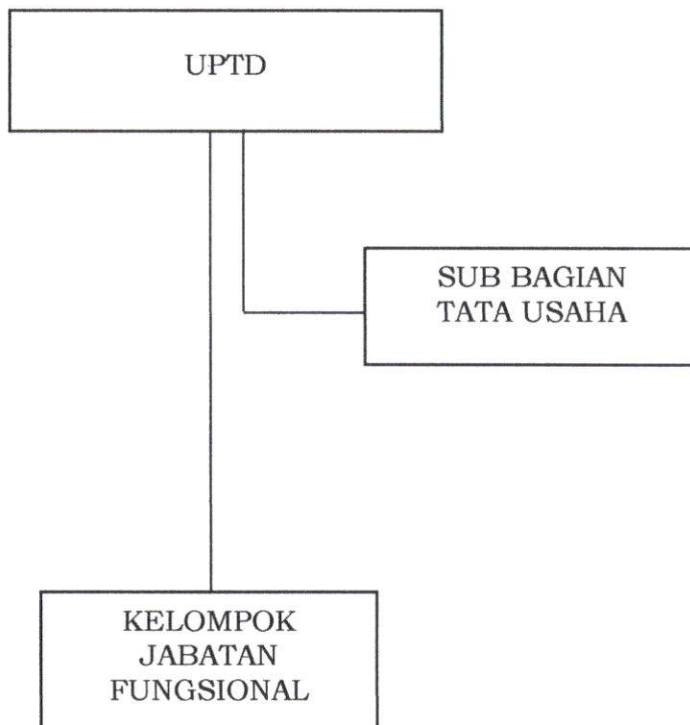 UPTD
SUB BAGIAN
TATA USAHA
KELOMPOK
JABATAN
FUNGSIONAL